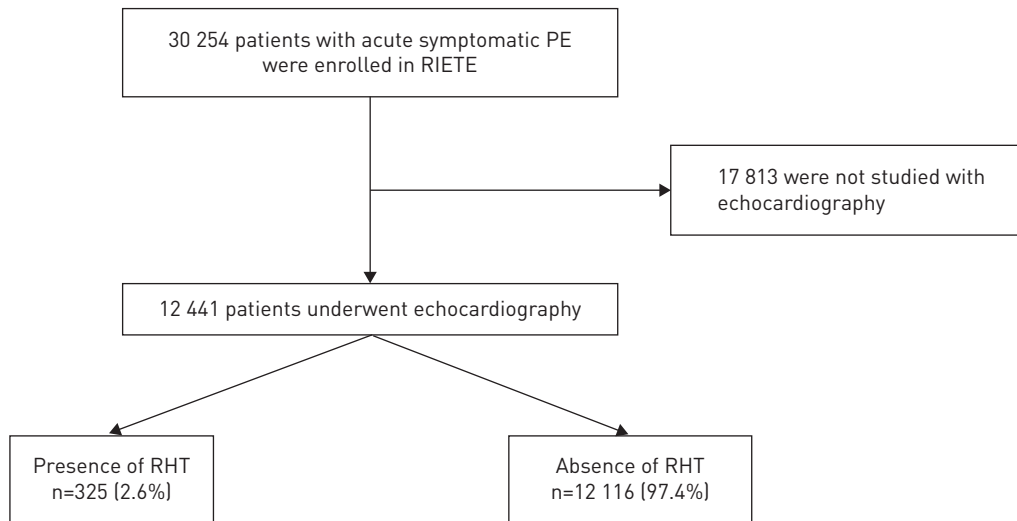 30 254 patients with acute symptomatic PE
were enrolled in RIETE
17 813 were not studied with
echocardiography
12 441 patients underwent echocardiography
Presence of RHT
n=325 (2.6%)
Absence of RHT
n=12 116 (97.4%)